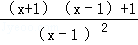 (x+1) (x－1) +1
(x－1) 2